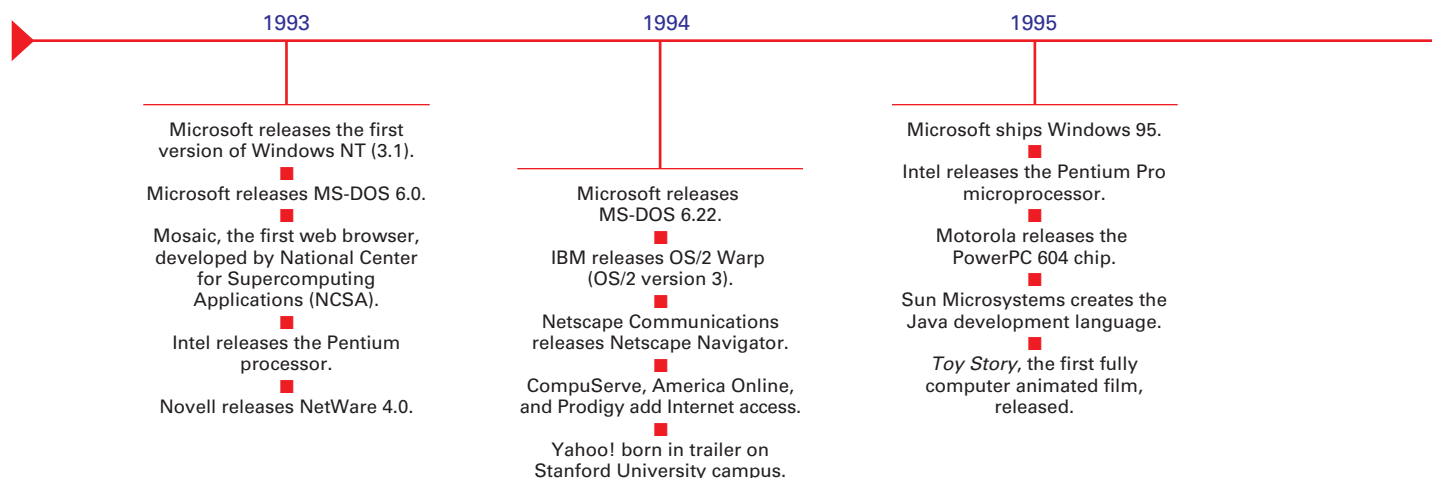 1993
1994
1995
Microsoft releases the first
version of Windows NT (3.1).
Microsoft releases MS-DOS 6.0.
Mosaic, the first web browser,
developed by National Center
for Supercomputing
Applications (NCSA).
Intel releases the Pentium
processor.
Novell releases NetWare 4.0.
Microsoft releases
MS-DOS 6.22.
IBM releases OS/2 Warp
(OS/2 version 3).
Netscape Communications
releases Netscape Navigator.
CompuServe, America Online,
and Prodigy add Internet access.
Yahoo! born in trailer on
Stanford University campus.
Microsoft ships Windows 95.
Intel releases the Pentium Pro
microprocessor.
Motorola releases the
PowerPC 604 chip.
Sun Microsystems creates the
Java development language.
Toy Story, the first fully
computer animated film,
released.